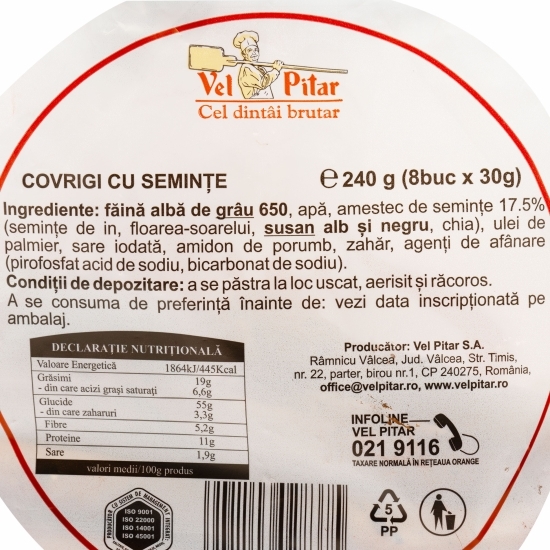 Vel Pitar
Cel dintâi brutar
COVRIGI CU SEMINȚE
℮ 240 g (8buc x 30g)
Ingrediente: făină albă de grâu 650, apă, amestec de semințe 17.5%
(semințe de in, floarea-soarelui, susan alb și negru, chia), ulei de
palmier, sare iodată, amidon de porumb, zahăr, agenți de afânare
(pirofosfat acid de sodiu, bicarbonat de sodiu).
Condiții de depozitare: a se păstra la loc uscat, aerisit și răcoros.
A se consuma de preferință înainte de: vezi data inscripționată pe
ambalaj.
DECLARAȚIE NUTRIȚIONALĂ
Valoare Energetică 1864kJ/445Kcal
Grăsimi 19g
- din care acizi grași saturați 6,6g
Glucide 55g
- din care zaharuri 3,3g
Fibre 5,2g
Proteine 11g
Sare 1,9g
valori medii/100g produs
Producător: Vel Pitar S.A.
Râmnicu Vâlcea, Jud. Vâlcea, Str. Timis,
nr. 22, parter, birou nr.1, CP 240275, România,
office@velpitar.ro, www.velpitar.ro
INFOLINE
VEL PITAR
021 9116
TAXARE NORMALĂ ÎN REȚEAUA ORANGE
PRODUCĂTOR CU SISTEM DE MANAGEMENT INTEGRAT
ISO 9001
ISO 22000
ISO 14001
ISO 45001
5
PP